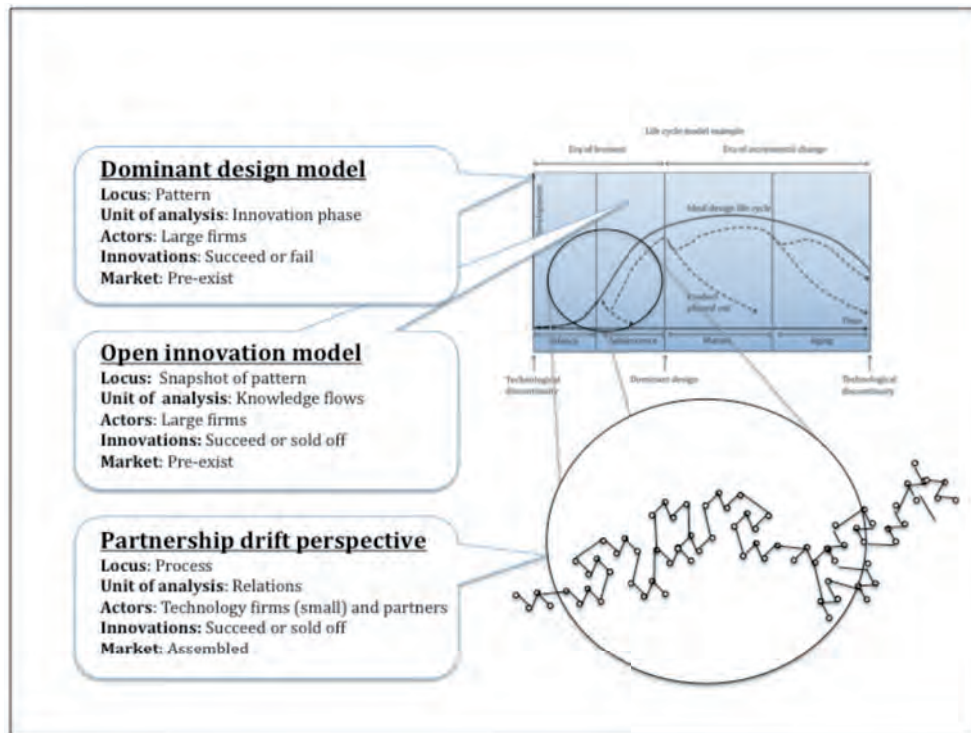 Dominant design model
Locus: Pattern
Unit of analysis: Innovation phase
Actors: Large firms
Innovations: Succeed or fail
Market: Pre-exist
Open innovation model
Locus: Snapshot of pattern
Unit of analysis: Knowledge flows
Actors: Large firms
Innovations: Succeed or sold off
Market: Pre-exist
Partnership drift perspective
Locus: Process
Unit of analysis: Relations
Actors: Technology firms (small) and partners
Innovations: Succeed or sold off
Market: Assembled
Life cycle model example
Era of ferment
Era of incremental change
Ideal design life cycle
Product
phased out
Time
Infancy
Adolescence
Mature
Aging
Technological
discontinuity
Dominant design
Technological
discontinuity